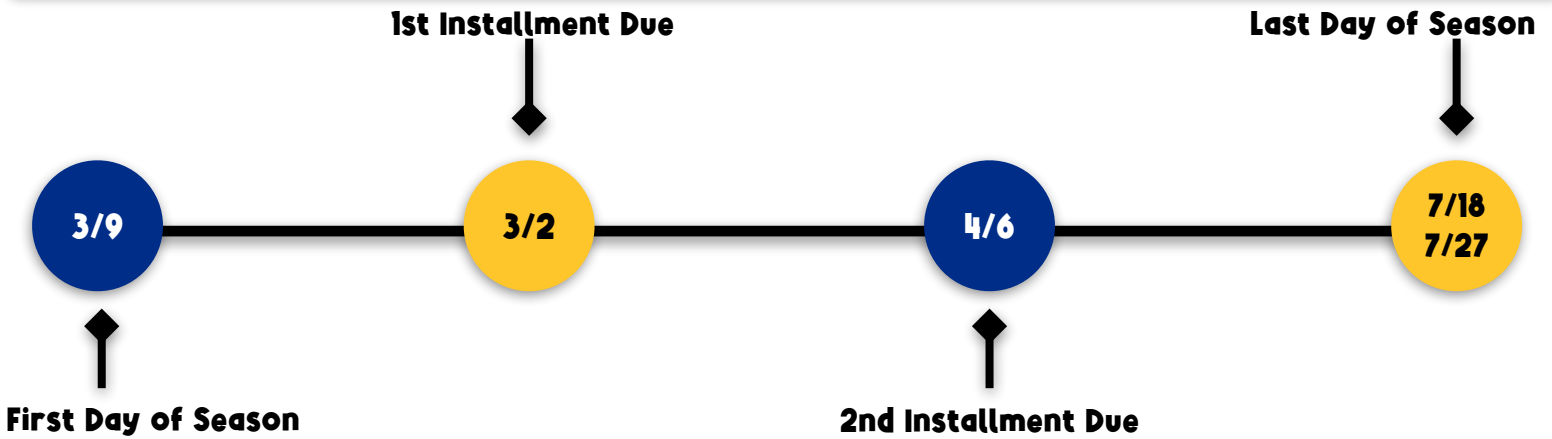 1st Installment Due
Last Day of Season
3/9
3/2
4/6
7/18
7/27
First Day of Season
2nd Installment Due